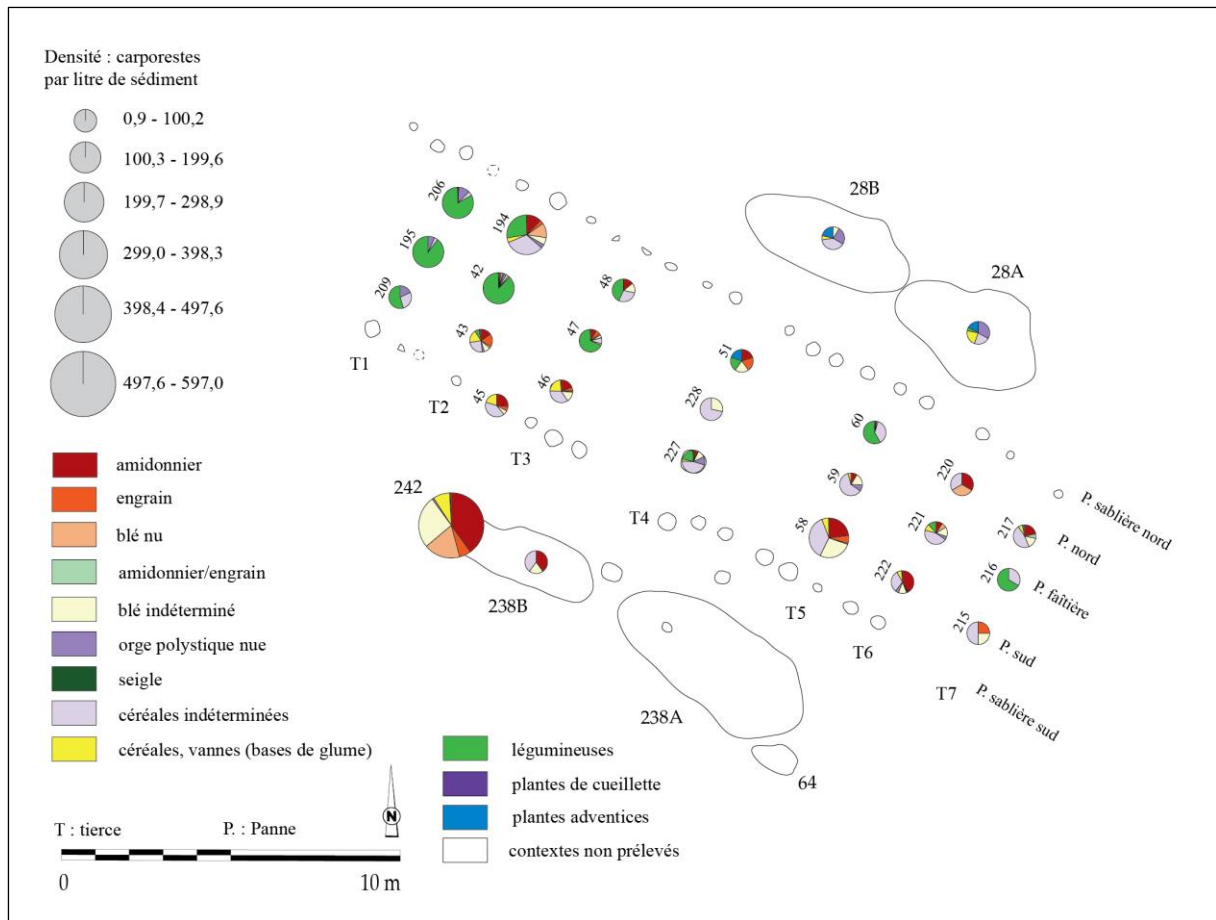 Densité : carporestes
par litre de sédiment
0,9 - 100,2
100,3 - 199,6
199,7 - 298,9
299,0 - 398,3
398,4 - 497,6
497,6 - 597,0
amidonnier
engrain
blé nu
amidonnier/engrain
blé indéterminé
orge polystique nue
seigle
céréales indéterminées
céréales, vannes (bases de glume)
légumineuses
plantes de cueillette
plantes adventices
contextes non prélevés
T : tierce
P. : Panne
N
0
10 m
28B
28A
206
194
195
42
48
209
43
47
51
T1
46
45
228
T2
60
T3
227
59
220
242
T4
58
221
217
P. sablière nord
P. nord
216
P. faîtière
238B
222
T5
215
P. sud
T6
238A
T7
P. sablière sud
64